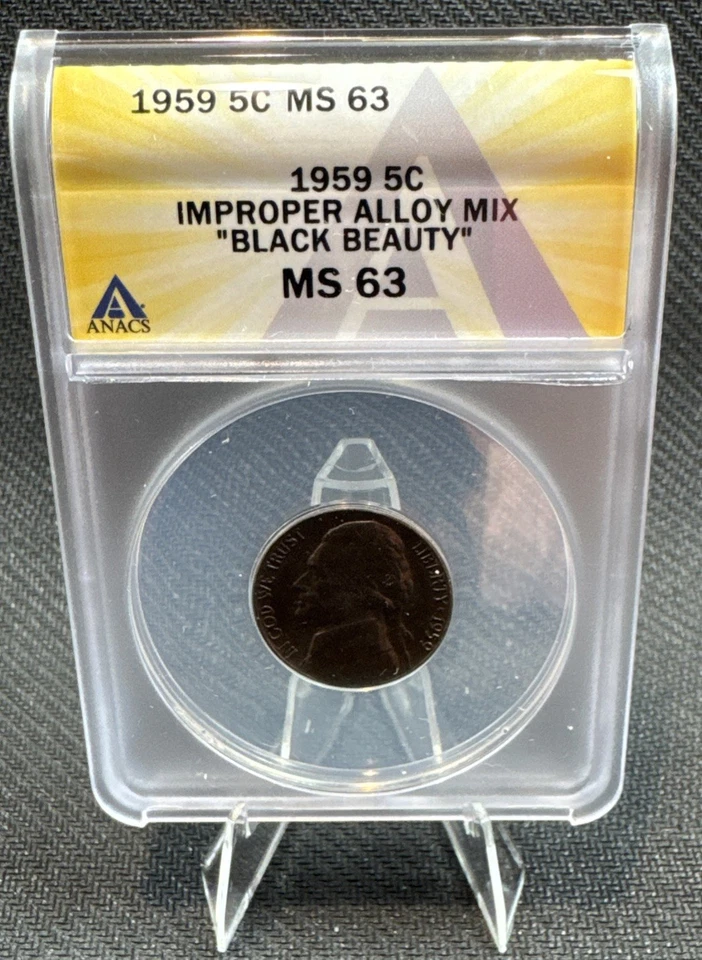 1959 5C MS 63
1959 5C
IMPROPER ALLOY MIX
"BLACK BEAUTY"
MS 63
ANACS
IN GOD WE TRUST
LIBERTY 1959